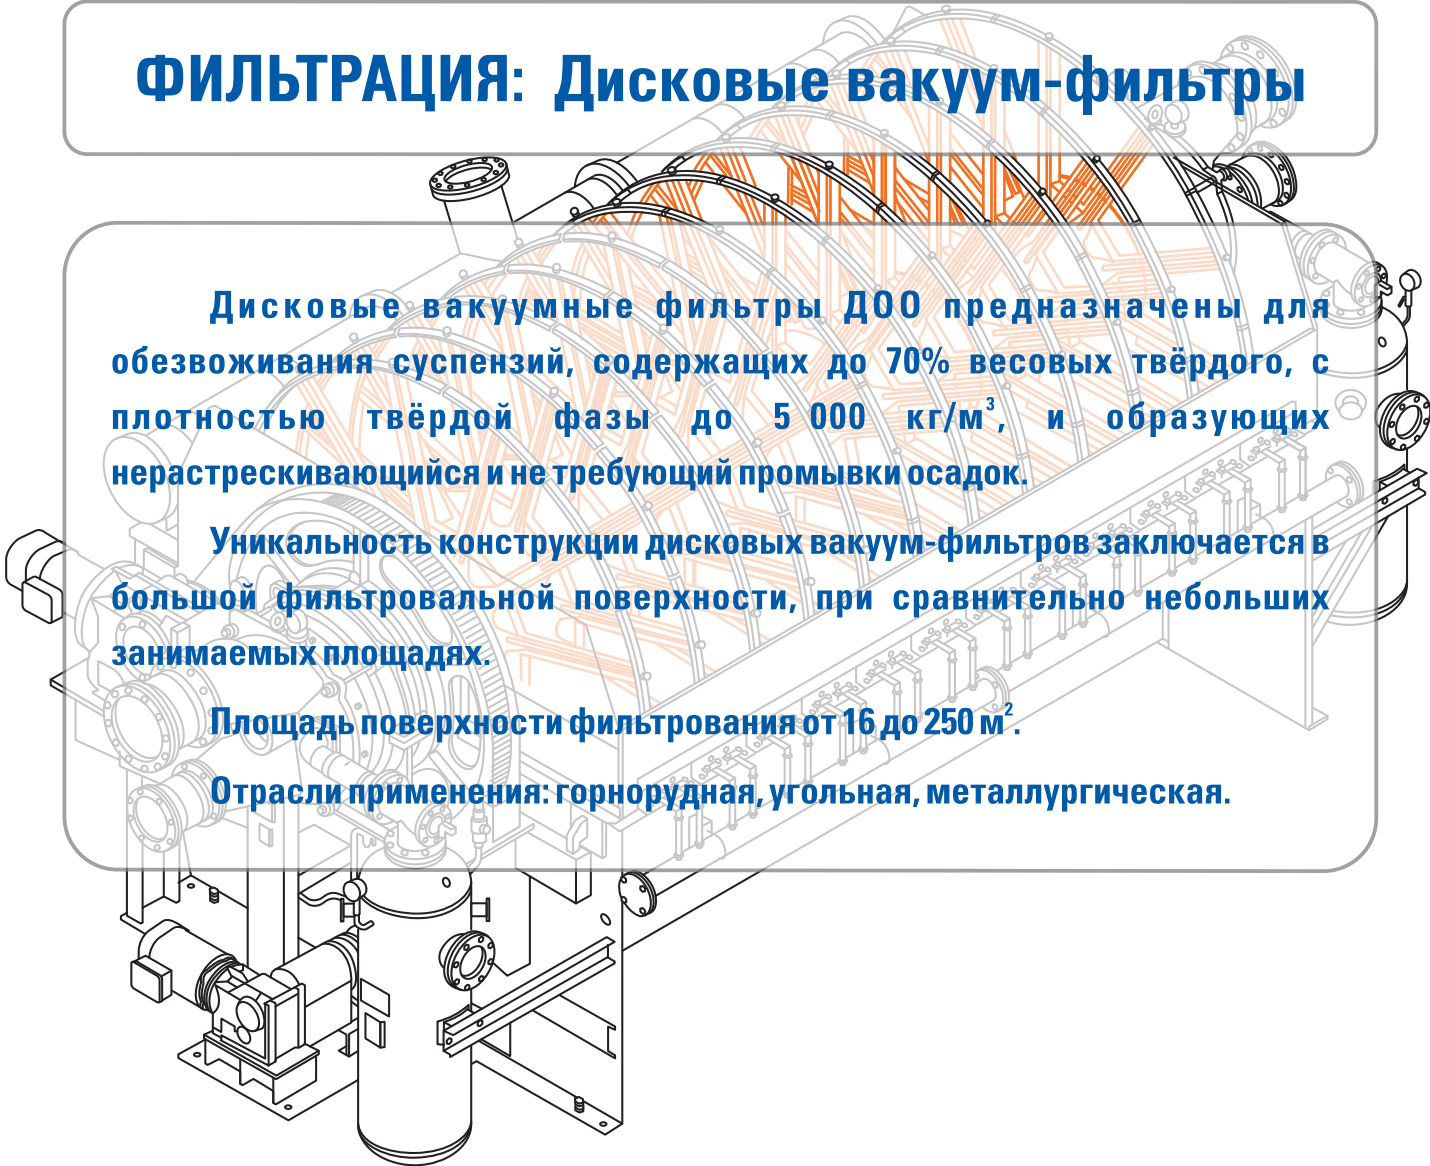 ФИЛЬТРАЦИЯ: Дисковые вакуум-фильтры
Дисковые вакуумные фильтры ДОО предназначены для
обезвоживания суспензий, содержащих до 70% весовых твёрдого, с
плотностью твёрдой фазы до 5 000 кг/м³, и образующих
нерастрескивающийся и не требующий промывки осадок.
Уникальность конструкции дисковых вакуум-фильтров заключается в
большой фильтровальной поверхности, при сравнительно небольших
занимаемых площадях.
Площадь поверхности фильтрования от 16 до 250 м².
Отрасли применения: горнорудная, угольная, металлургическая.